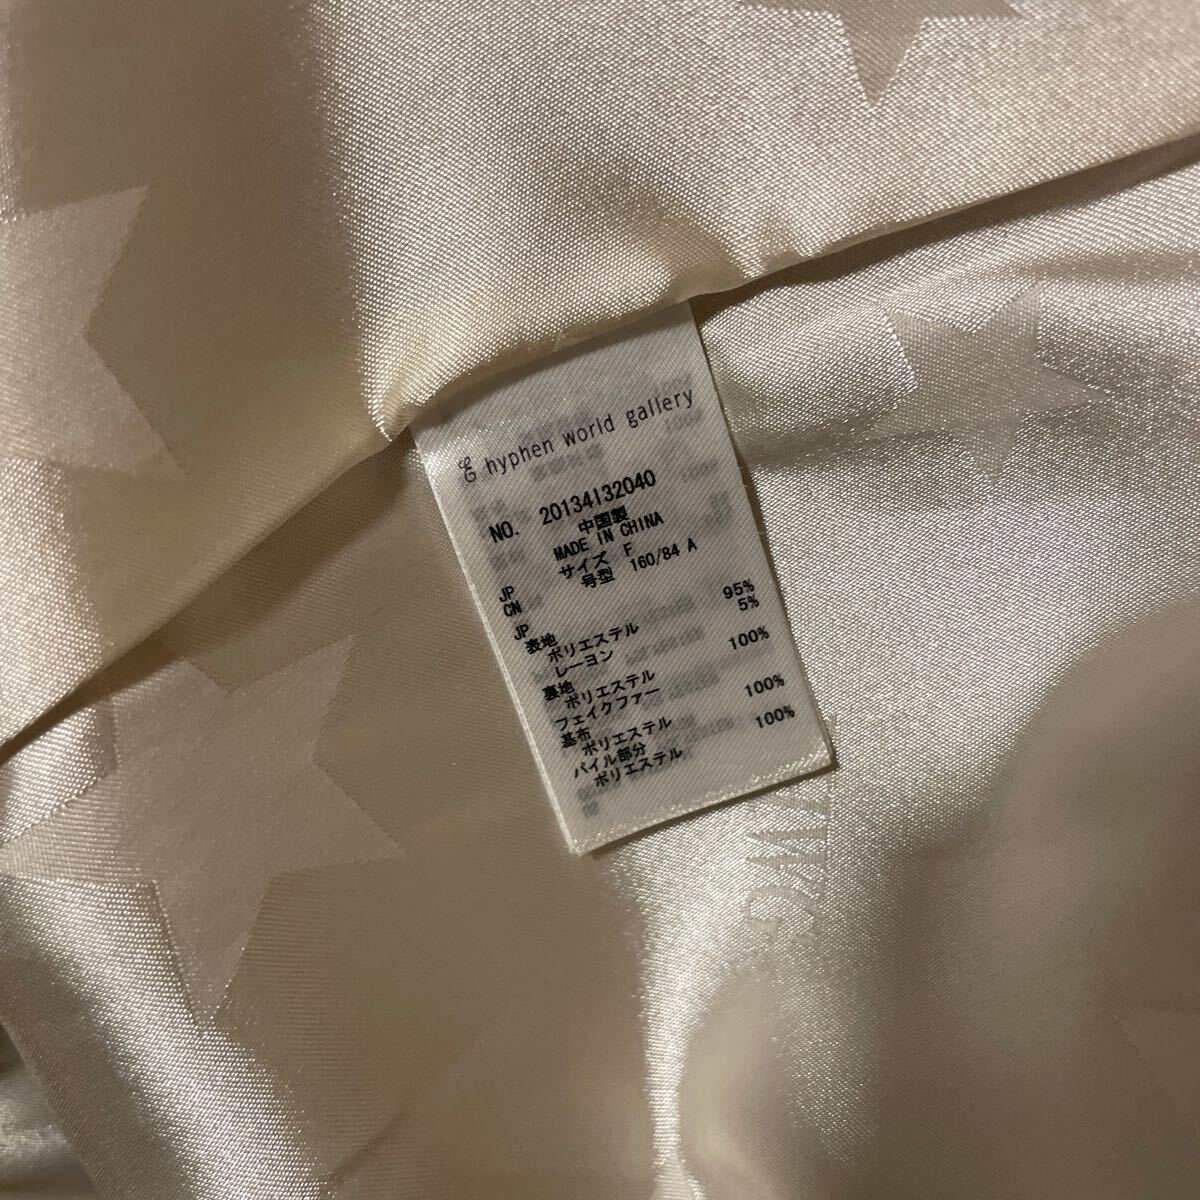 E hyphen world gallery
NO. 20134132040
中国製
MADE IN CHINA
JP サイズ F
CN 号型 160/84 A
JP
表地
ポリエステル 95%
レーヨン 5%
裏地
ポリエステル 100%
フェイクファー
基布
ポリエステル 100%
パイル部分
ポリエステル 100%